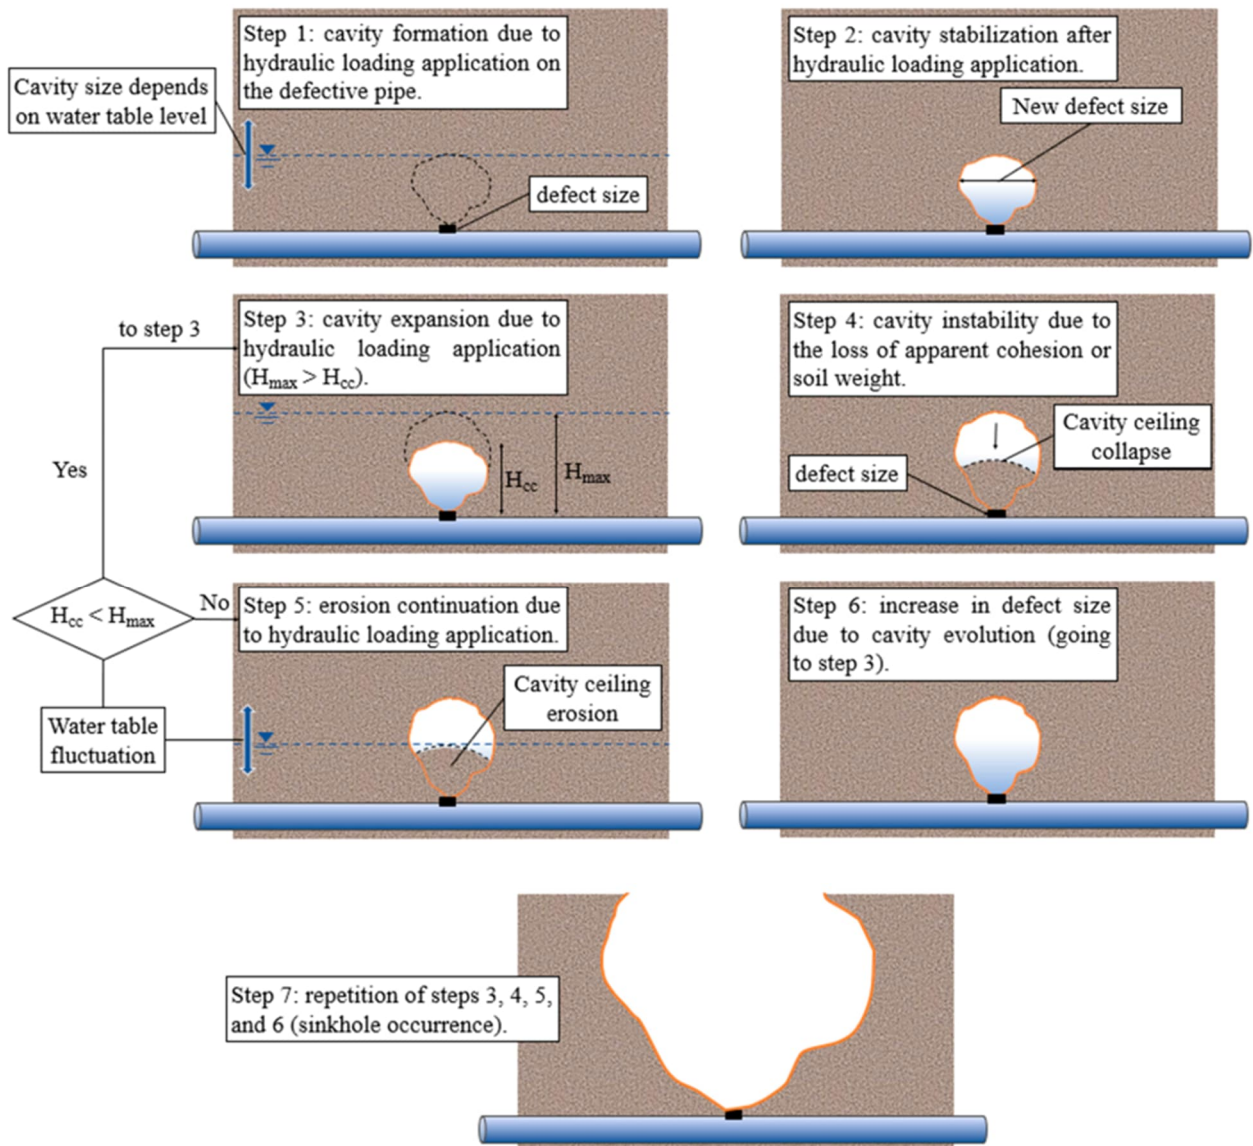 Step 1: cavity formation due to
hydraulic loading application on
the defective pipe.
Cavity size depends
on water table level
defect size
Step 2: cavity stabilization after
hydraulic loading application.
New defect size
to step 3
Step 3: cavity expansion due to
hydraulic loading application
(Hmax > Hcc).
Hcc
Hmax
Step 4: cavity instability due to
the loss of apparent cohesion or
soil weight.
Cavity ceiling
collapse
defect size
Yes
Hcc < Hmax
No
Water table
fluctuation
Step 5: erosion continuation due
to hydraulic loading application.
Cavity ceiling
erosion
Step 6: increase in defect size
due to cavity evolution (going
to step 3).
Step 7: repetition of steps 3, 4, 5,
and 6 (sinkhole occurrence).